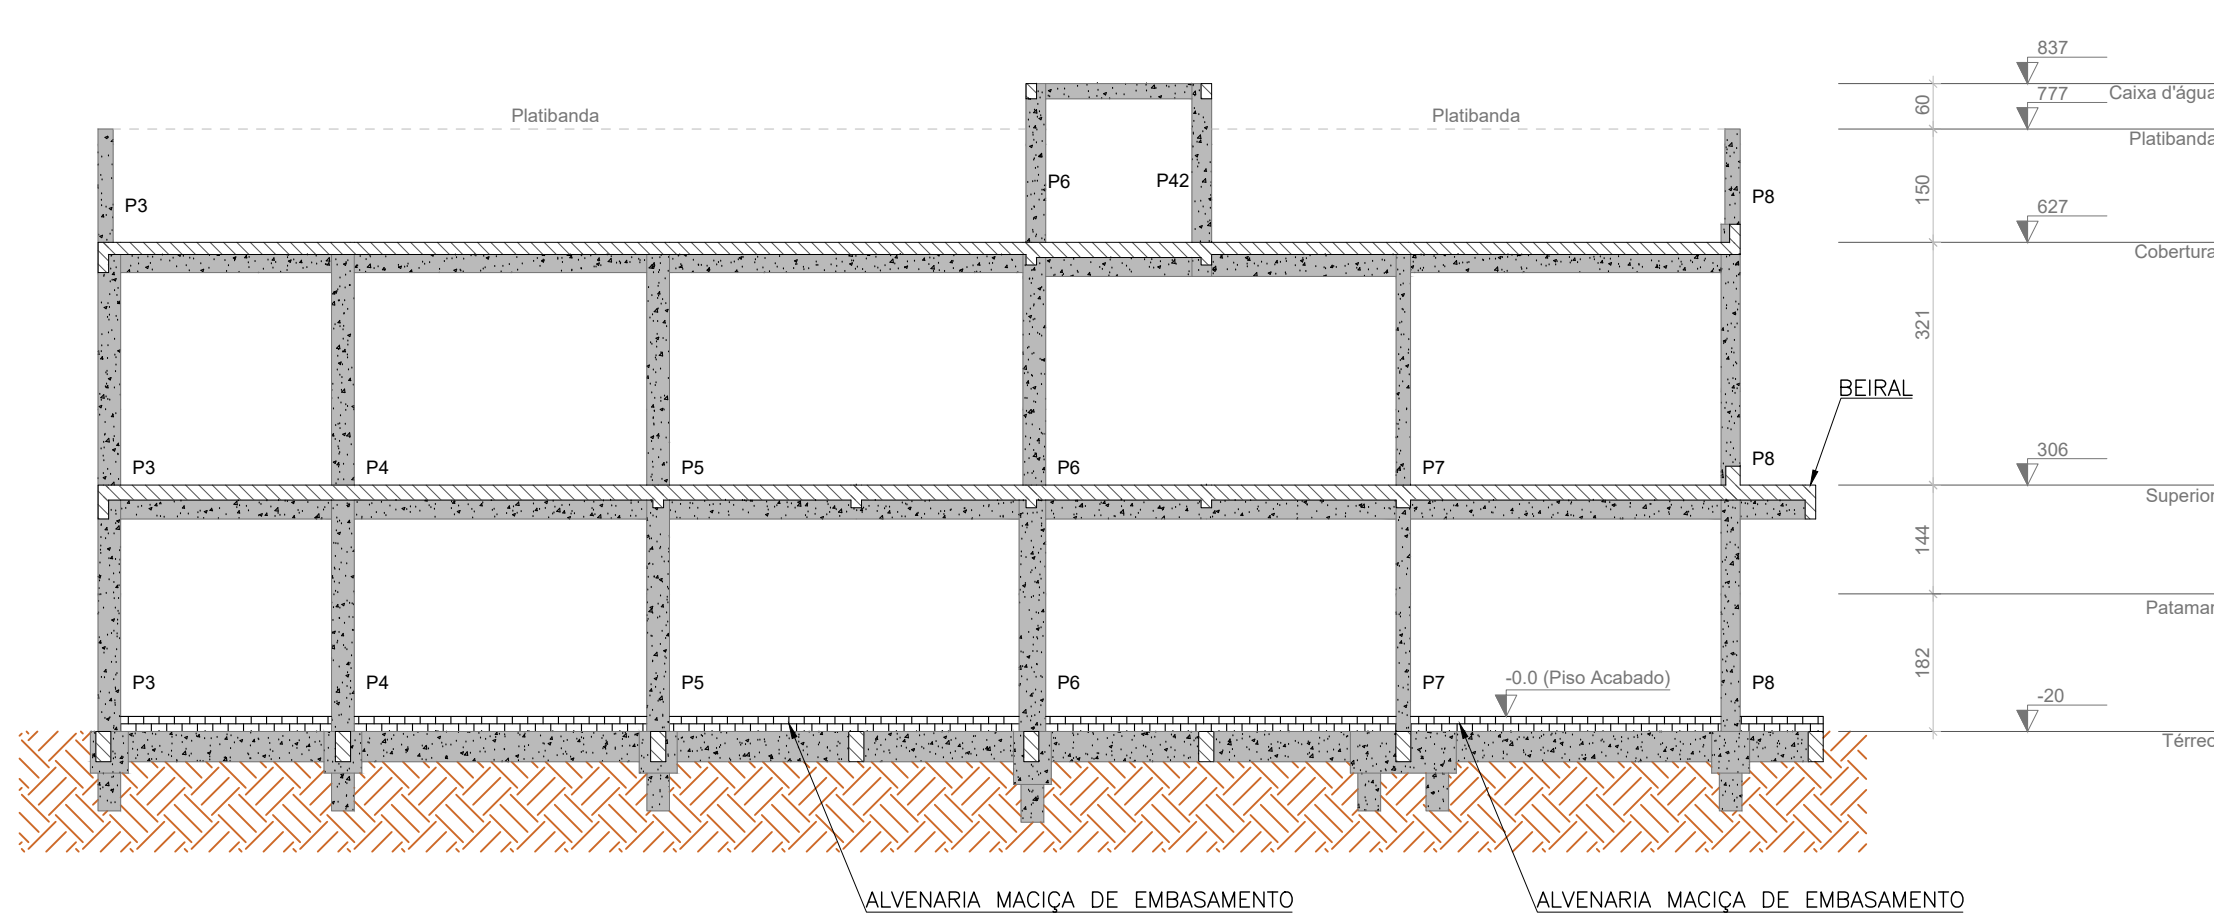 837
Caixa d'água
60
777
Platibanda
Platibanda
Platibanda
150
P6
P42
P3
P8
627
Cobertura
321
BEIRAL
306
P3
P4
P5
P6
P7
P8
Superior
144
Patamar
182
P3
P4
P5
P6
P7
-0.0 (Piso Acabado)
P8
-20
Térreo
ALVENARIA MACIÇA DE EMBASAMENTO
ALVENARIA MACIÇA DE EMBASAMENTO